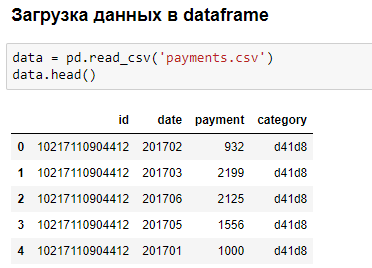 Загрузка данных в dataframe
data = pd.read_csv('payments.csv')
data.head()
id date payment category
0 10217110904412 201702 932 d41d8
1 10217110904412 201703 2199 d41d8
2 10217110904412 201706 2125 d41d8
3 10217110904412 201705 1556 d41d8
4 10217110904412 201701 1000 d41d8